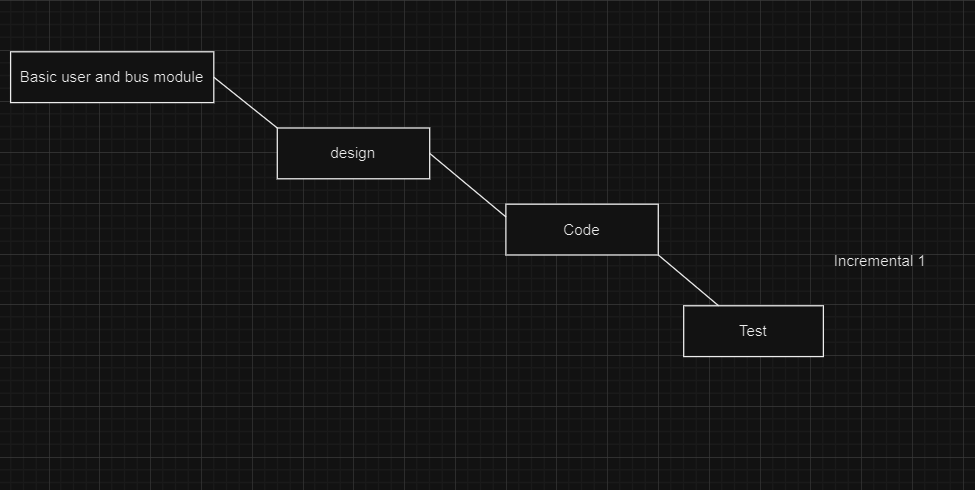 Basic user and bus module
design
Code
Incremental 1
Test